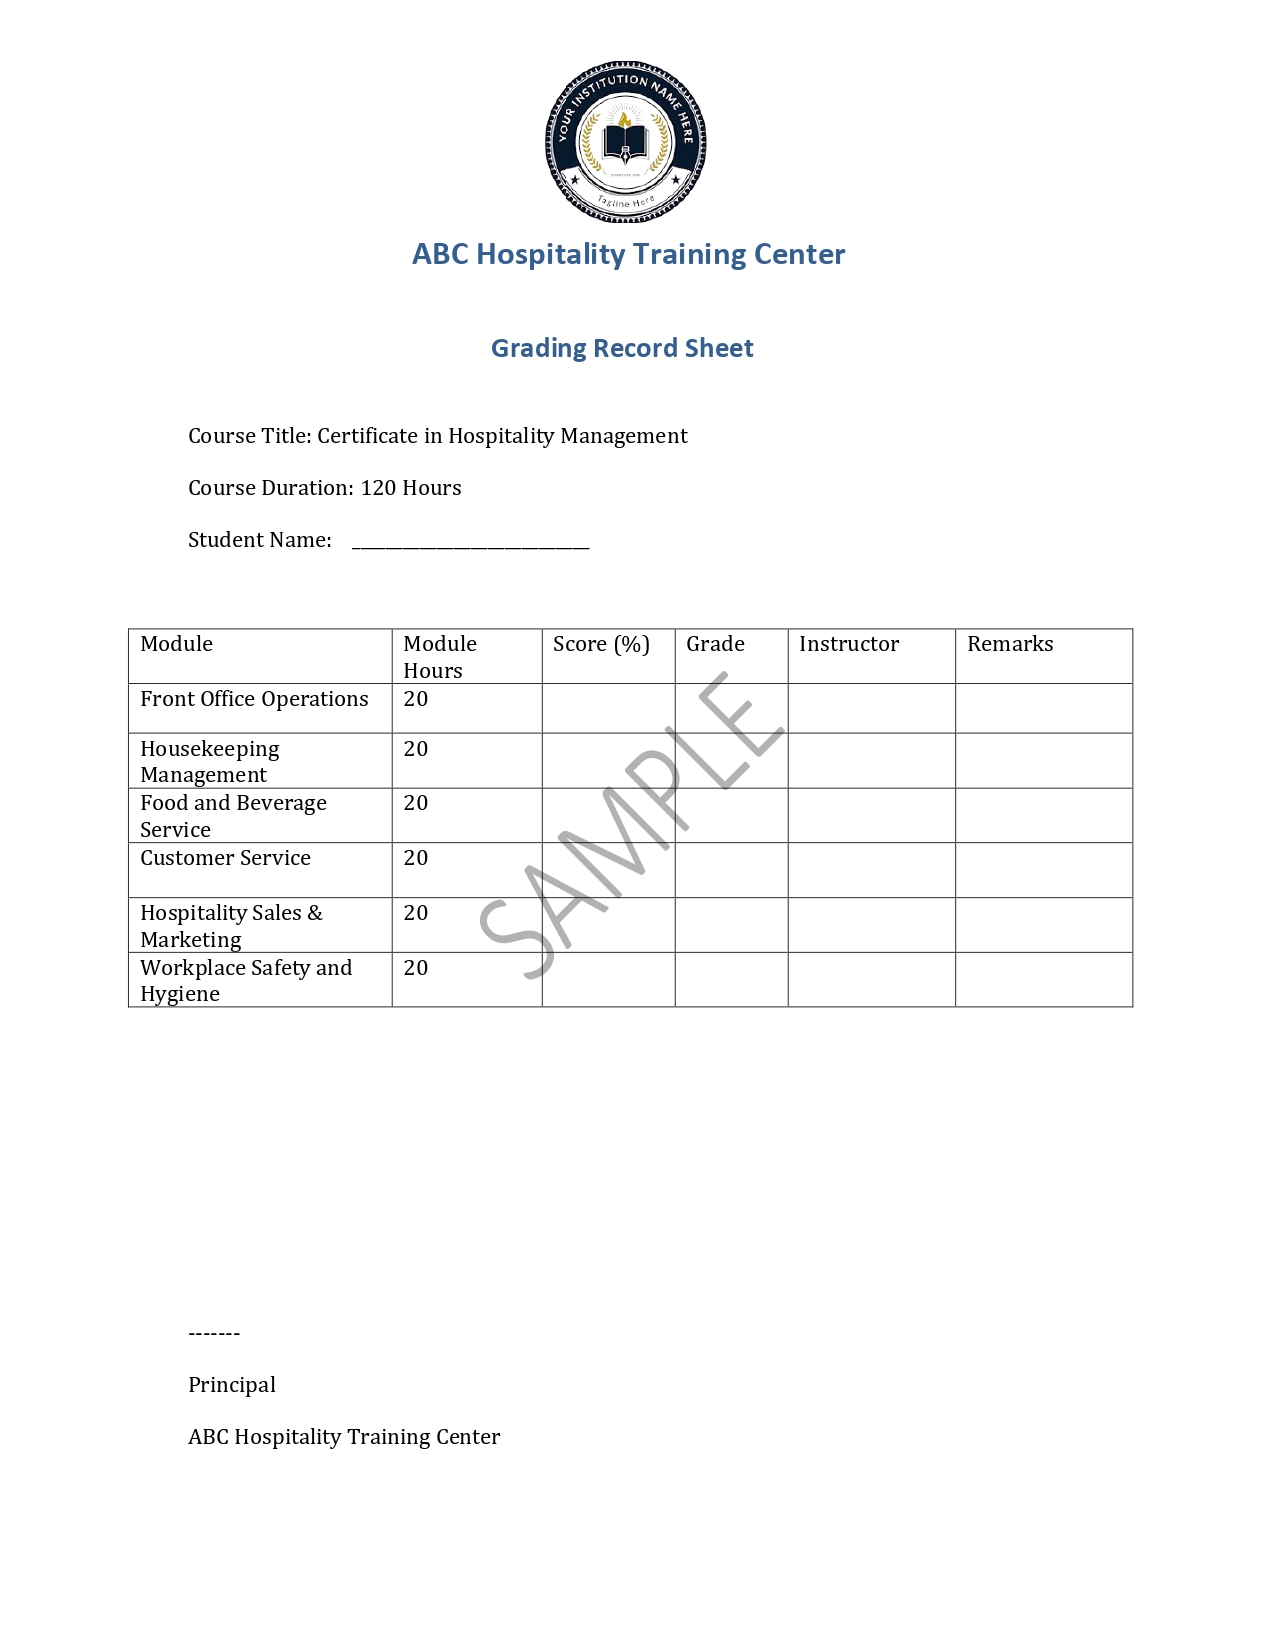 YOUR INSTITUTION NAME HERE
Tagline Here
ABC Hospitality Training Center
Grading Record Sheet
Course Title: Certificate in Hospitality Management
Course Duration: 120 Hours
Student Name: ___________________________
Module Module Hours Score (%) Grade Instructor Remarks
Front Office Operations 20
Housekeeping Management 20
Food and Beverage Service 20
Customer Service 20
Hospitality Sales & Marketing 20
Workplace Safety and Hygiene 20
SAMPLE
-------
Principal
ABC Hospitality Training Center